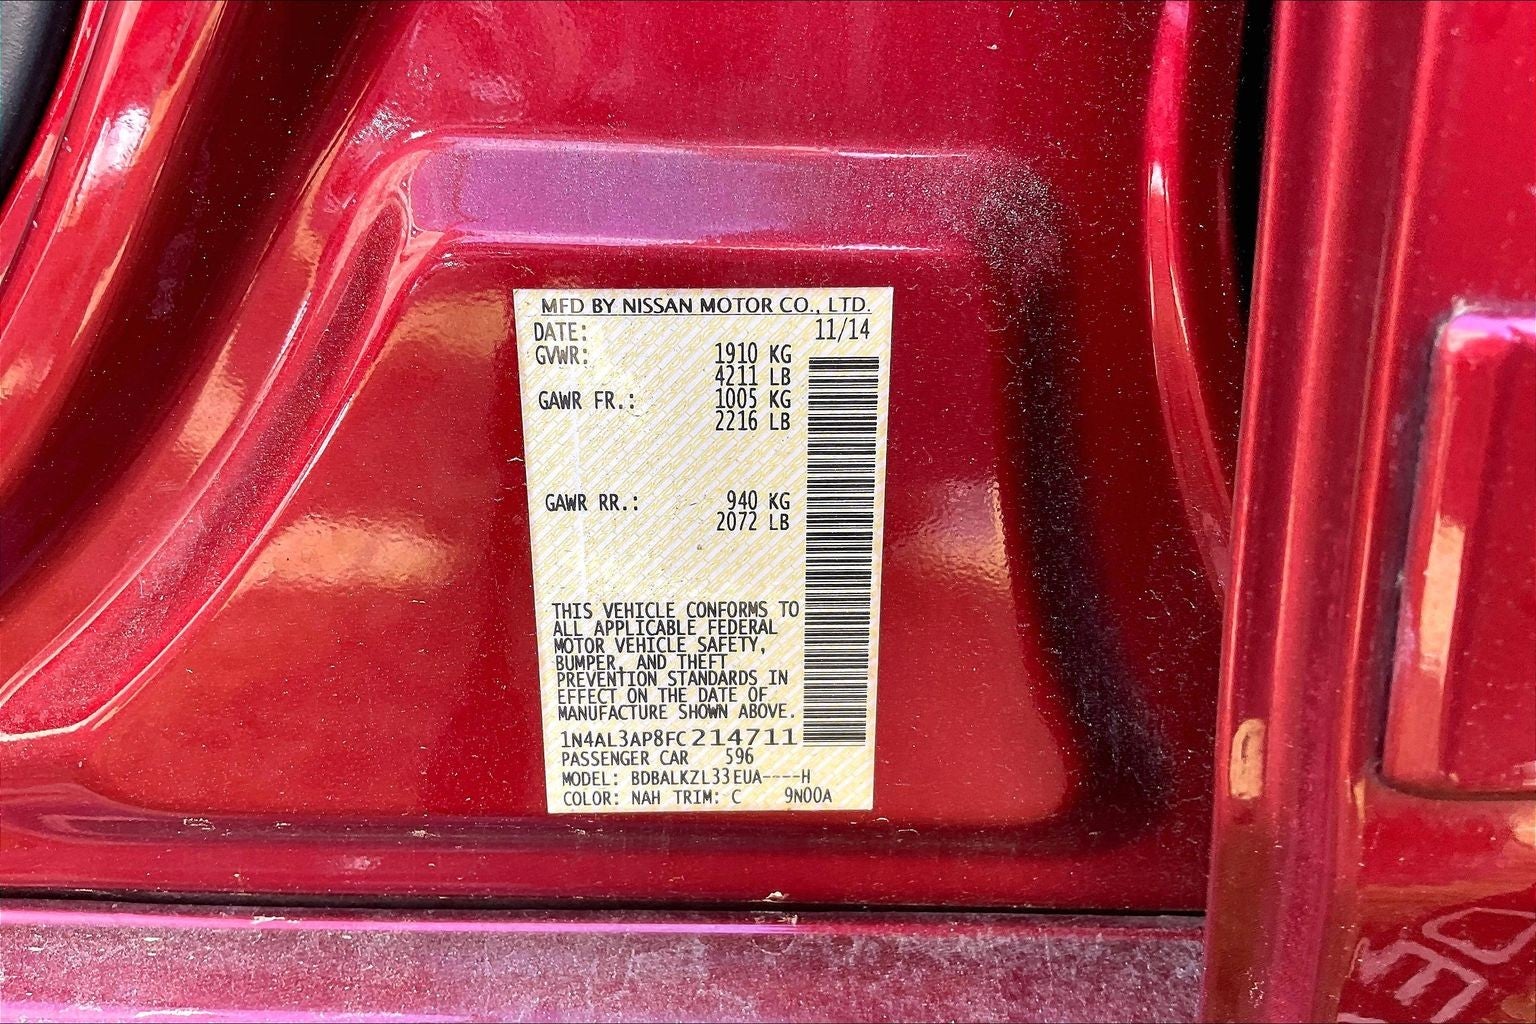 MFD BY NISSAN MOTOR CO., LTD.
DATE: 11/14
GVWR: 1910 KG
4211 LB
GAWR FR.: 1005 KG
2216 LB
GAWR RR.: 940 KG
2072 LB
THIS VEHICLE CONFORMS TO
ALL APPLICABLE FEDERAL
MOTOR VEHICLE SAFETY,
BUMPER, AND THEFT
PREVENTION STANDARDS IN
EFFECT ON THE DATE OF
MANUFACTURE SHOWN ABOVE.
1N4AL3AP8FC214711
PASSENGER CAR 596
MODEL: BDBALKZL33EUA----H
COLOR: NAH TRIM: C 9N00A